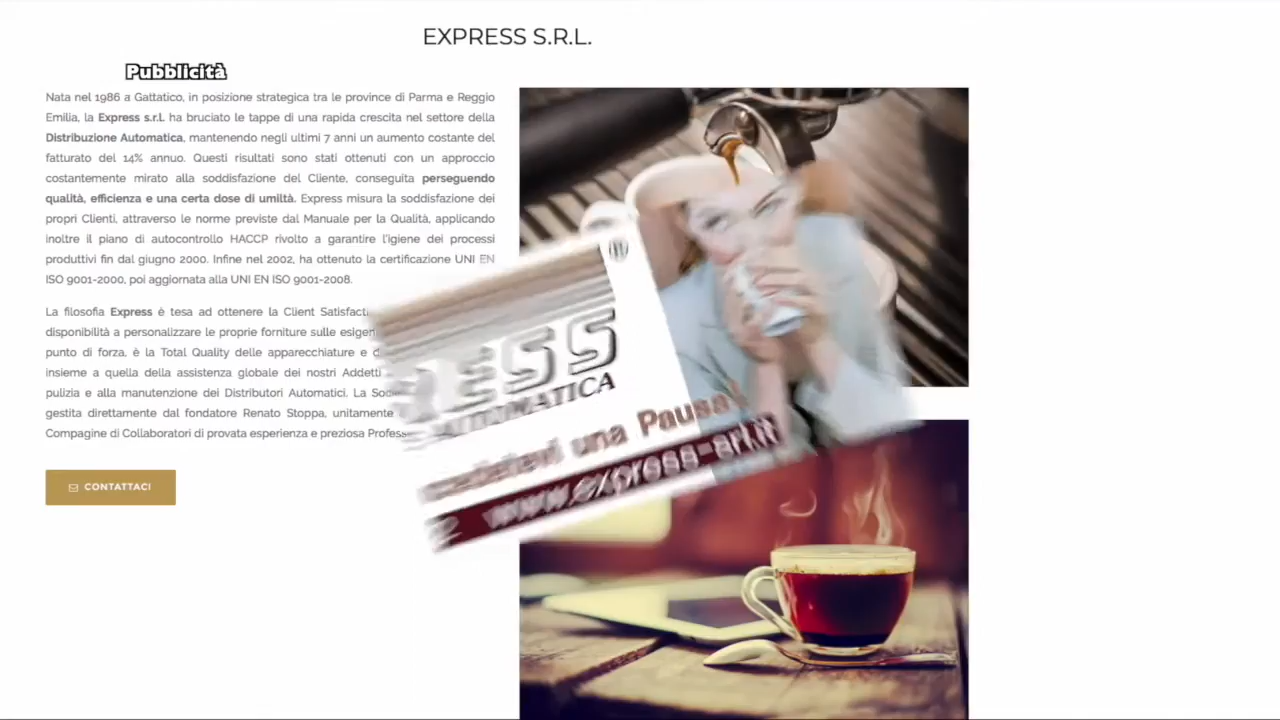 EXPRESS S.R.L.
Pubblicità
Nata nel 1986 a Gattatico, in posizione strategica tra le province di Parma e Reggio
Emilia, la Express s.r.l. ha bruciato le tappe di una rapida crescita nel settore della
Distribuzione Automatica, mantenendo negli ultimi 7 anni un aumento costante del
fatturato del 14% annuo. Questi risultati sono stati ottenuti con un approccio
costantemente mirato alla soddisfazione del Cliente, conseguita perseguendo
qualità, efficienza e una certa dose di umiltà. Express misura la soddisfazione dei
propri Clienti, attraverso le norme previste dal Manuale per la Qualità, applicando
inoltre il piano di autocontrollo HACCP rivolto a garantire l'igiene dei processi
produttivi fin dal giugno 2000. Infine nel 2002, ha ottenuto la certificazione UNI EN
ISO 9001-2000, poi aggiornata alla UNI EN ISO 9001-2008.
La filosofia Express è tesa ad ottenere la Client
disponibilità a personalizzare le proprie forniture sulle
punto di forza, è la Total Quality delle apparecchiature e
insieme a quella della assistenza globale dei nostri Addetti
pulizia e alla manutenzione dei Distributori Automatici. La
gestita direttamente dal fondatore Renato Stoppa, unitamente
Compagine di Collaboratori di provata esperienza e preziosa
CONTATTACI
RESS
AUTOMATICA
una Pausa
www.express-srl.it